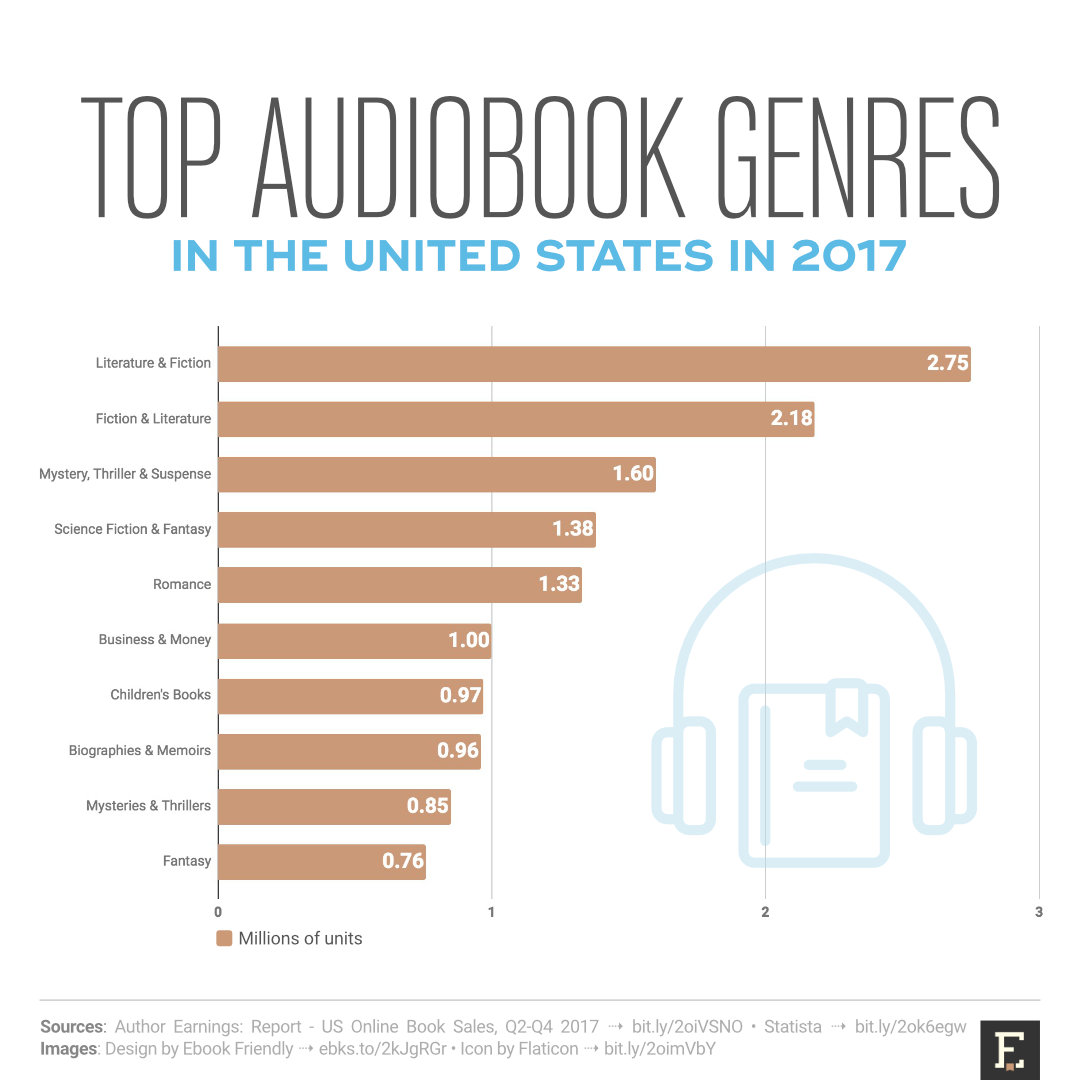 TOP AUDIOBOOK GENRES
IN THE UNITED STATES IN 2017
Literature & Fiction 2.75
Fiction & Literature 2.18
Mystery, Thriller & Suspense 1.60
Science Fiction & Fantasy 1.38
Romance 1.33
Business & Money 1.00
Children's Books 0.97
Biographies & Memoirs 0.96
Mysteries & Thrillers 0.85
Fantasy 0.76
0 1 2 3
Millions of units
Sources: Author Earnings: Report - US Online Book Sales, Q2-Q4 2017 ⇢ bit.ly/2oiVSNO • Statista ⇢ bit.ly/2ok6egw
Images: Design by Ebook Friendly ⇢ ebks.to/2kJgRGr • Icon by Flaticon ⇢ bit.ly/2oimVbY
E